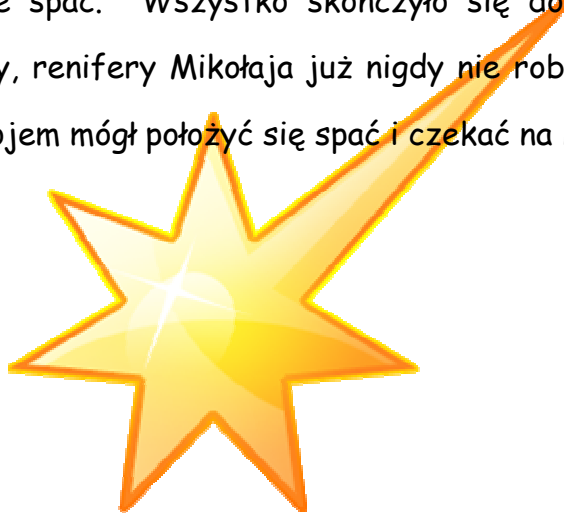 spać. Wszystko skończyło się
renifery Mikołaja już nigdy nie
mógł położyć się spać i czekać na